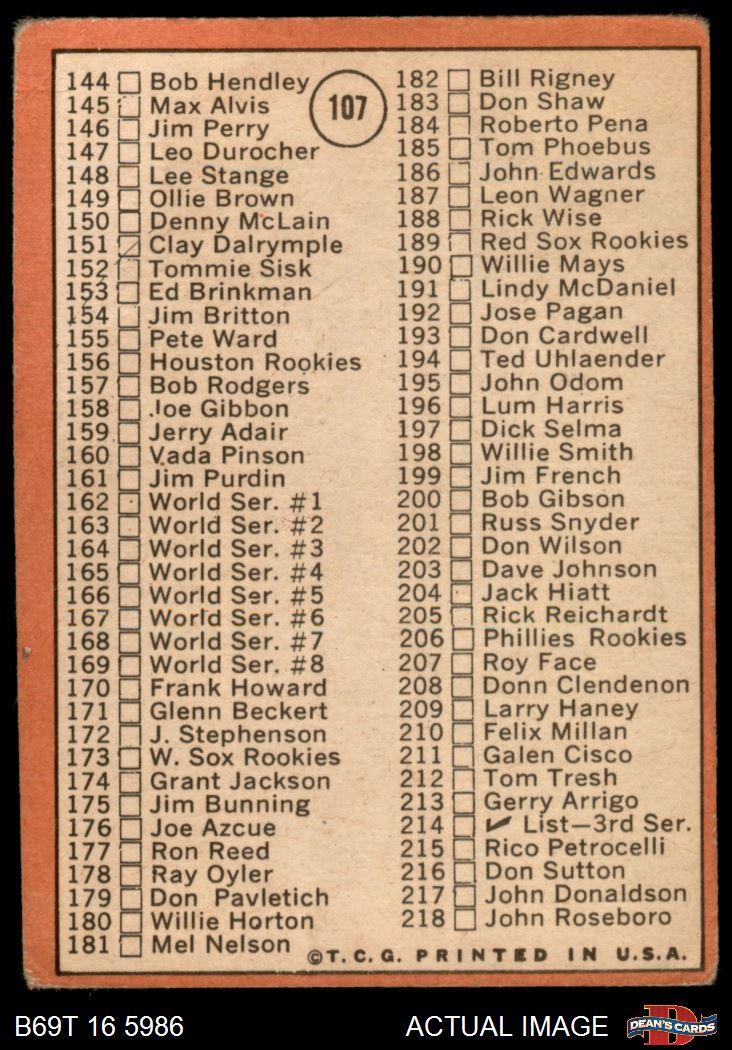 107
144 Bob Hendley
145 Max Alvis
146 Jim Perry
147 Leo Durocher
148 Lee Stange
149 Ollie Brown
150 Denny McLain
151 Clay Dalrymple
152 Tommie Sisk
153 Ed Brinkman
154 Jim Britton
155 Pete Ward
156 Houston Rookies
157 Bob Rodgers
158 Joe Gibbon
159 Jerry Adair
160 Vada Pinson
161 Jim Purdin
162 World Ser. #1
163 World Ser. #2
164 World Ser. #3
165 World Ser. #4
166 World Ser. #5
167 World Ser. #6
168 World Ser. #7
169 World Ser. #8
170 Frank Howard
171 Glenn Beckert
172 J. Stephenson
173 W. Sox Rookies
174 Grant Jackson
175 Jim Bunning
176 Joe Azcue
177 Ron Reed
178 Ray Oyler
179 Don Pavletich
180 Willie Horton
181 Mel Nelson
182 Bill Rigney
183 Don Shaw
184 Roberto Pena
185 Tom Phoebus
186 John Edwards
187 Leon Wagner
188 Rick Wise
189 Red Sox Rookies
190 Willie Mays
191 Lindy McDaniel
192 Jose Pagan
193 Don Cardwell
194 Ted Uhlaender
195 John Odom
196 Lum Harris
197 Dick Selma
198 Willie Smith
199 Jim French
200 Bob Gibson
201 Russ Snyder
202 Don Wilson
203 Dave Johnson
204 Jack Hiatt
205 Rick Reichardt
206 Phillies Rookies
207 Roy Face
208 Donn Clendenon
209 Larry Haney
210 Felix Millan
211 Galen Cisco
212 Tom Tresh
213 Gerry Arrigo
214 ✓ List—3rd Ser.
215 Rico Petrocelli
216 Don Sutton
217 John Donaldson
218 John Roseboro
©T.C.G. PRINTED IN U.S.A.
B69T 16 5986 ACTUAL IMAGE DEAN'S CARDS